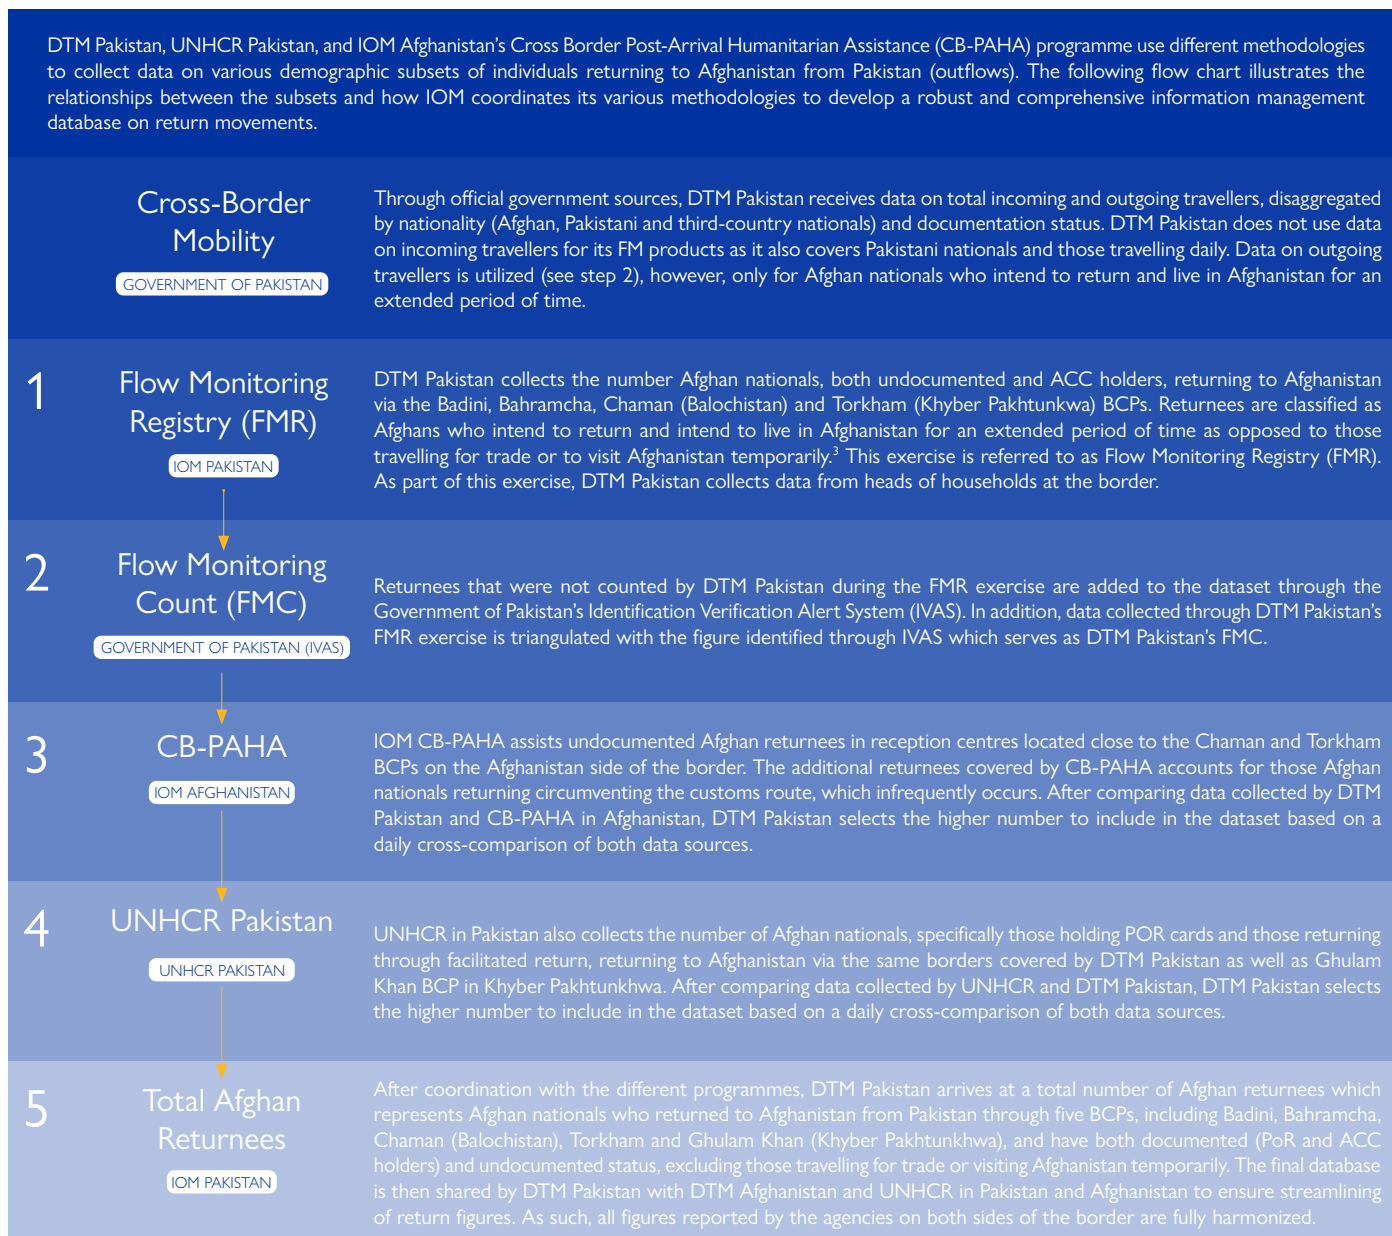 DTM Pakistan, UNHCR Pakistan, and IOM Afghanistan's Cross Border Post-Arrival Humanitarian Assistance (CB-PAHA) programme use different methodologies
to collect data on various demographic subsets of individuals returning to Afghanistan from Pakistan (outflows). The following flow chart illustrates the
relationships between the subsets and how IOM coordinates its various methodologies to develop a robust and comprehensive information management
database on return movements.
Cross-Border
Mobility
GOVERNMENT OF PAKISTAN
Through official government sources, DTM Pakistan receives data on total incoming and outgoing travellers, disaggregated
by nationality (Afghan, Pakistani and third-country nationals) and documentation status. DTM Pakistan does not use data
on incoming travellers for its FM products as it also covers Pakistani nationals and those travelling daily. Data on outgoing
travellers is utilized (see step 2), however, only for Afghan nationals who intend to return and live in Afghanistan for an
extended period of time.
1
Flow Monitoring
Registry (FMR)
IOM PAKISTAN
DTM Pakistan collects the number Afghan nationals, both undocumented and ACC holders, returning to Afghanistan
via the Badini, Bahramcha, Chaman (Balochistan) and Torkham (Khyber Pakhtunkwa) BCPs. Returnees are classified as
Afghans who intend to return and intend to live in Afghanistan for an extended period of time as opposed to those
travelling for trade or to visit Afghanistan temporarily.³ This exercise is referred to as Flow Monitoring Registry (FMR).
As part of this exercise, DTM Pakistan collects data from heads of households at the border.
2
Flow Monitoring
Count (FMC)
GOVERNMENT OF PAKISTAN (IVAS)
Returnees that were not counted by DTM Pakistan during the FMR exercise are added to the dataset through the
Government of Pakistan's Identification Verification Alert System (IVAS). In addition, data collected through DTM Pakistan's
FMR exercise is triangulated with the figure identified through IVAS which serves as DTM Pakistan's FMC.
3
CB-PAHA
IOM AFGHANISTAN
IOM CB-PAHA assists undocumented Afghan returnees in reception centres located close to the Chaman and Torkham
BCPs on the Afghanistan side of the border. The additional returnees covered by CB-PAHA accounts for those Afghan
nationals returning circumventing the customs route, which infrequently occurs. After comparing data collected by DTM
Pakistan and CB-PAHA in Afghanistan, DTM Pakistan selects the higher number to include in the dataset based on a
daily cross-comparison of both data sources.
4
UNHCR Pakistan
UNHCR PAKISTAN
UNHCR in Pakistan also collects the number of Afghan nationals, specifically those holding POR cards and those returning
through facilitated return, returning to Afghanistan via the same borders covered by DTM Pakistan as well as Ghulam
Khan BCP in Khyber Pakhtunkhwa. After comparing data collected by UNHCR and DTM Pakistan, DTM Pakistan selects
the higher number to include in the dataset based on a daily cross-comparison of both data sources.
5
Total Afghan
Returnees
IOM PAKISTAN
After coordination with the different programmes, DTM Pakistan arrives at a total number of Afghan returnees which
represents Afghan nationals who returned to Afghanistan from Pakistan through five BCPs, including Badini, Bahramcha,
Chaman (Balochistan), Torkham and Ghulam Khan (Khyber Pakhtunkhwa), and have both documented (PoR and ACC
holders) and undocumented status, excluding those travelling for trade or visiting Afghanistan temporarily. The final database
is then shared by DTM Pakistan with DTM Afghanistan and UNHCR in Pakistan and Afghanistan to ensure streamlining
of return figures. As such, all figures reported by the agencies on both sides of the border are fully harmonized.